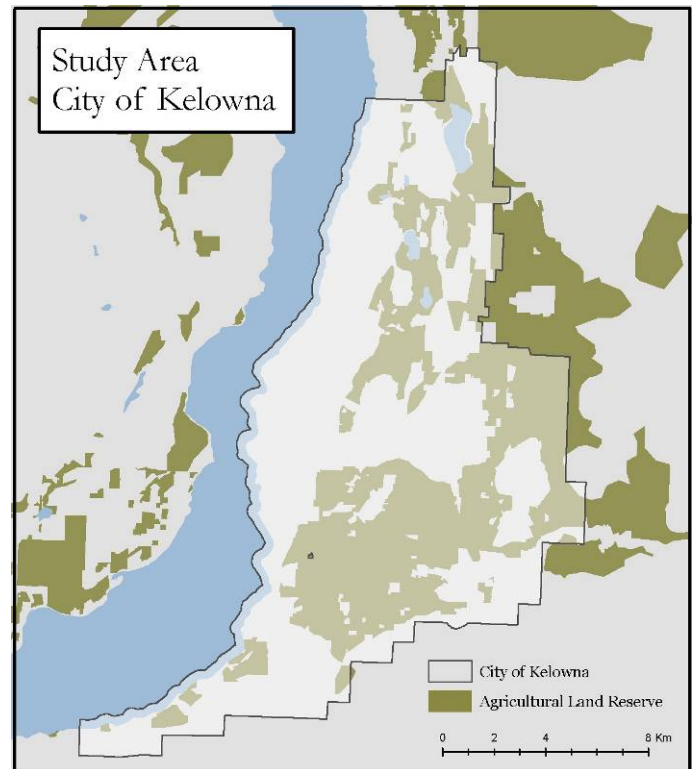 Study Area
City of Kelowna
City of Kelowna
Agricultural Land Reserve
0 2 4 8 Km